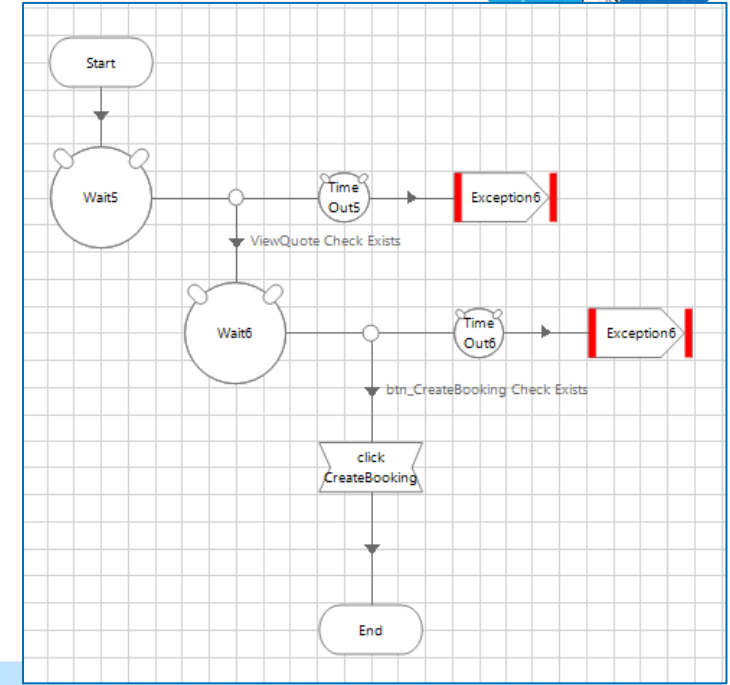 Start
Wait5
Time
Out5
Exception6
ViewQuote Check Exists
Wait6
Time
Out6
Exception6
btn_CreateBooking Check Exists
click
CreateBooking
End